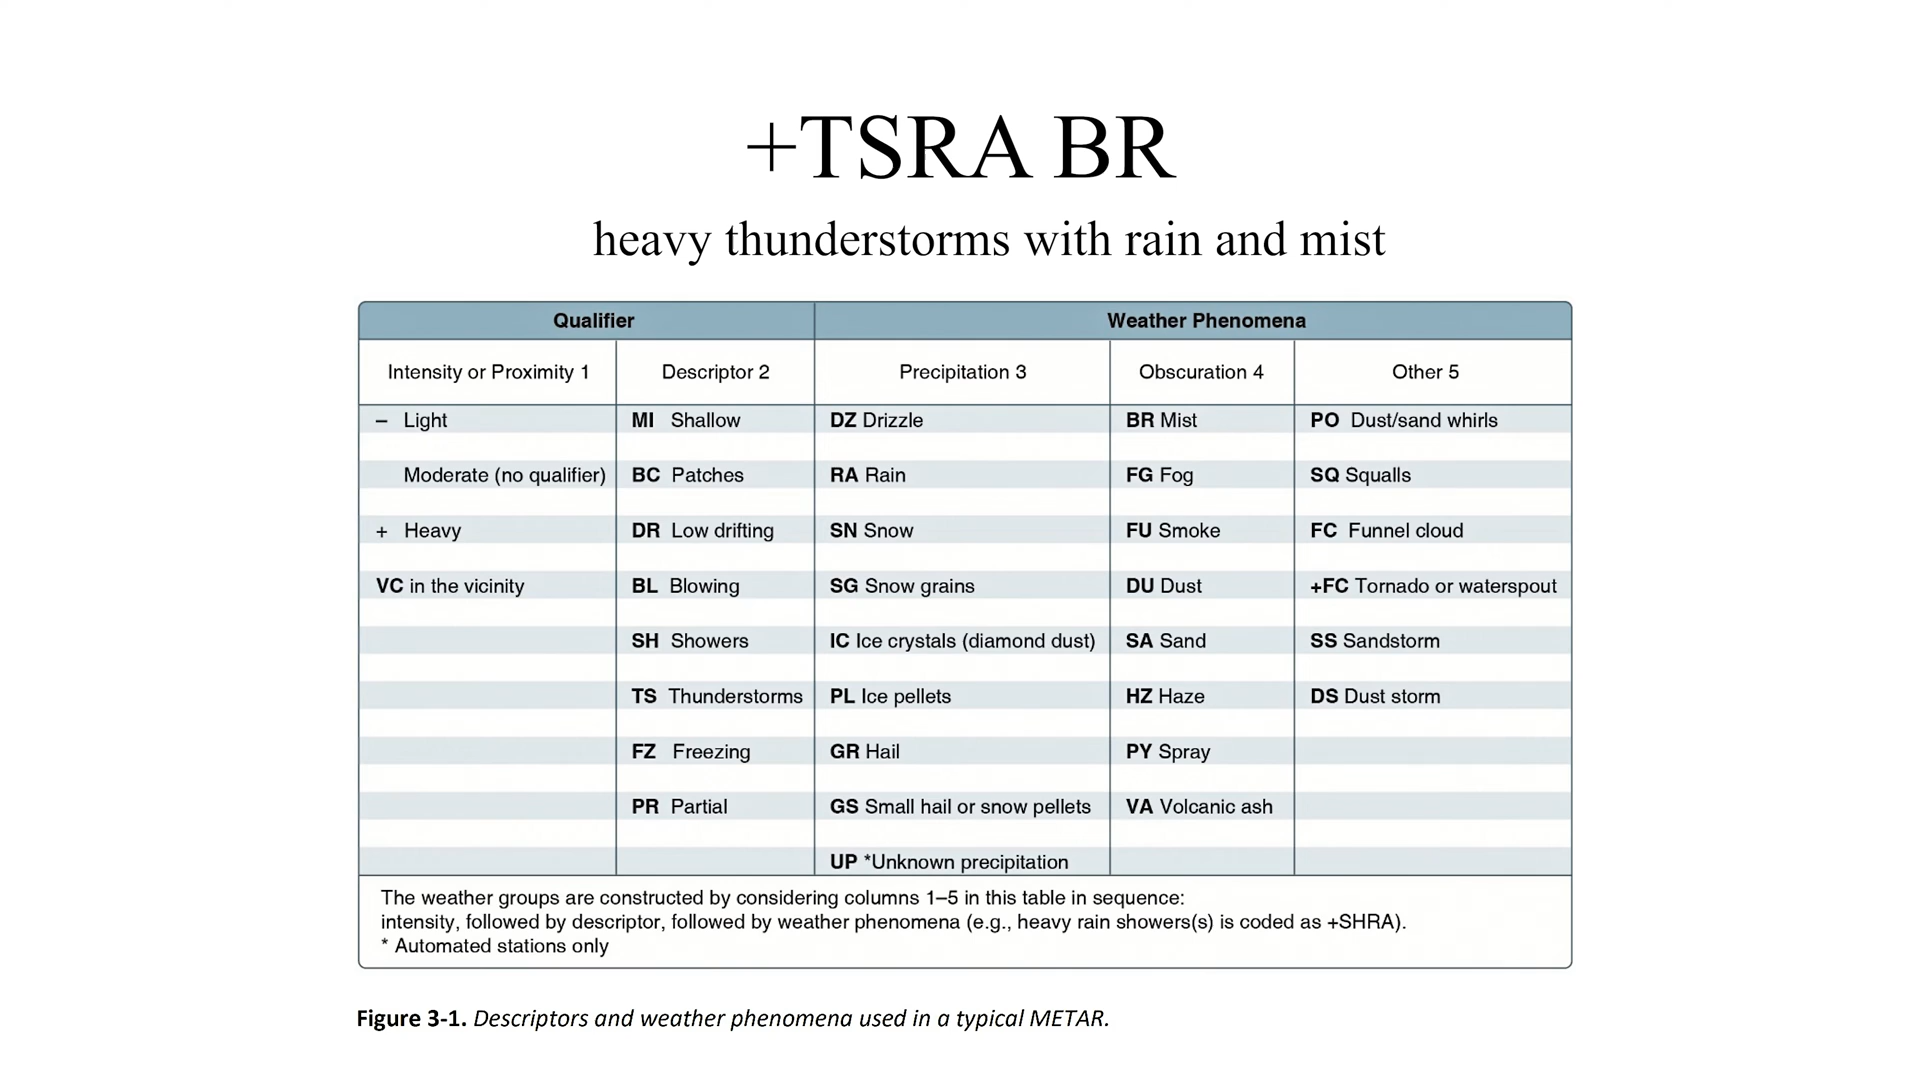 +TSRA BR
heavy thunderstorms with rain and mist
Qualifier Weather Phenomena
Intensity or Proximity 1 Descriptor 2 Precipitation 3 Obscuration 4 Other 5
– Light MI Shallow DZ Drizzle BR Mist PO Dust/sand whirls
Moderate (no qualifier) BC Patches RA Rain FG Fog SQ Squalls
+ Heavy DR Low drifting SN Snow FU Smoke FC Funnel cloud
VC in the vicinity BL Blowing SG Snow grains DU Dust +FC Tornado or waterspout
SH Showers IC Ice crystals (diamond dust) SA Sand SS Sandstorm
TS Thunderstorms PL Ice pellets HZ Haze DS Dust storm
FZ Freezing GR Hail PY Spray
PR Partial GS Small hail or snow pellets VA Volcanic ash
UP *Unknown precipitation
The weather groups are constructed by considering columns 1–5 in this table in sequence:
intensity, followed by descriptor, followed by weather phenomena (e.g., heavy rain showers(s) is coded as +SHRA).
* Automated stations only
Figure 3-1. Descriptors and weather phenomena used in a typical METAR.